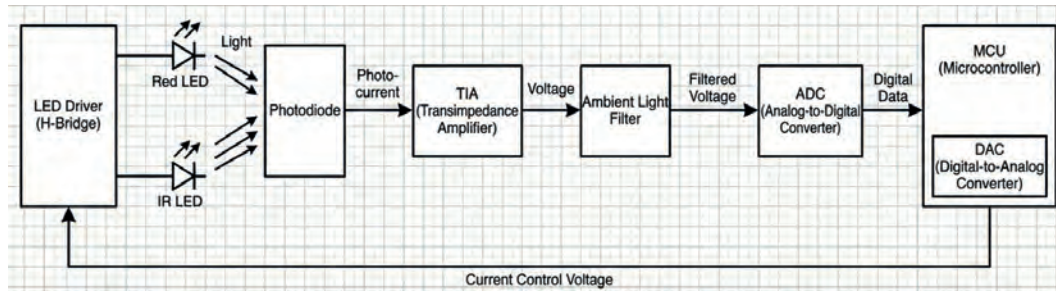 LED Driver
(H-Bridge)
Red LED
IR LED
Light
Photodiode
Photo-
current
TIA
(Transimpedance
Amplifier)
Voltage
Ambient Light
Filter
Filtered
Voltage
ADC
(Analog-to-Digital
Converter)
Digital
Data
MCU
(Microcontroller)
DAC
(Digital-to-Analog
Converter)
Current Control Voltage